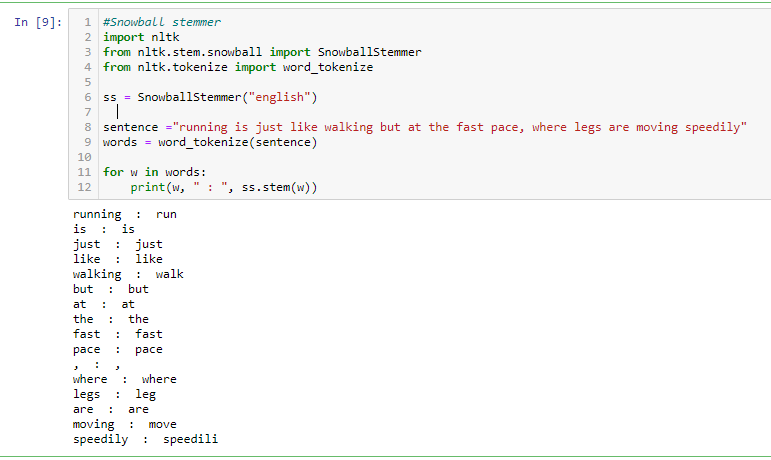 In [9]:
1 #Snowball stemmer
2 import nltk
3 from nltk.stem.snowball import SnowballStemmer
4 from nltk.tokenize import word_tokenize
5
6 ss = SnowballStemmer("english")
7
8 sentence ="running is just like walking but at the fast pace, where legs are moving speedily"
9 words = word_tokenize(sentence)
10
11 for w in words:
12     print(w, " : ", ss.stem(w))
running  :  run
is  :  is
just  :  just
like  :  like
walking  :  walk
but  :  but
at  :  at
the  :  the
fast  :  fast
pace  :  pace
,  :  ,
where  :  where
legs  :  leg
are  :  are
moving  :  move
speedily  :  speedili